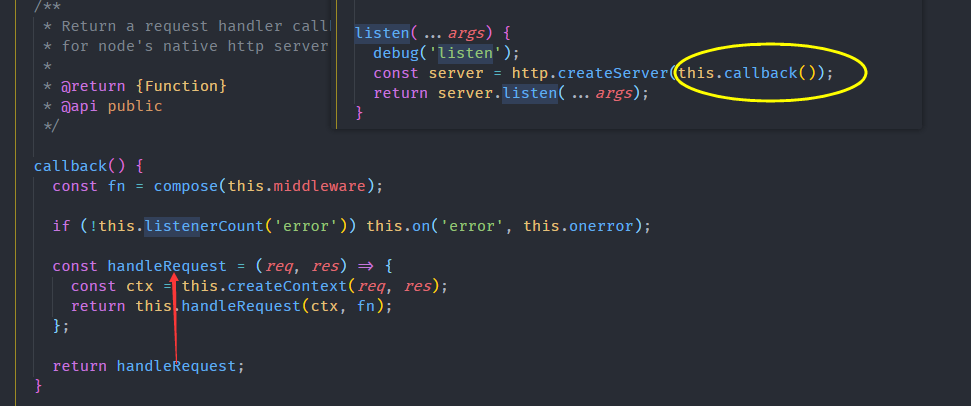 /**
 * Return a request handler call
 * for node's native http server
 *
 * @return {Function}
 * @api public
 */
listen(...args) {
  debug('listen');
  const server = http.createServer(this.callback());
  return server.listen(...args);
}
callback() {
  const fn = compose(this.middleware);
  if (!this.listenerCount('error')) this.on('error', this.onerror);
  const handleRequest = (req, res) => {
    const ctx = this.createContext(req, res);
    return this.handleRequest(ctx, fn);
  };
  return handleRequest;
}